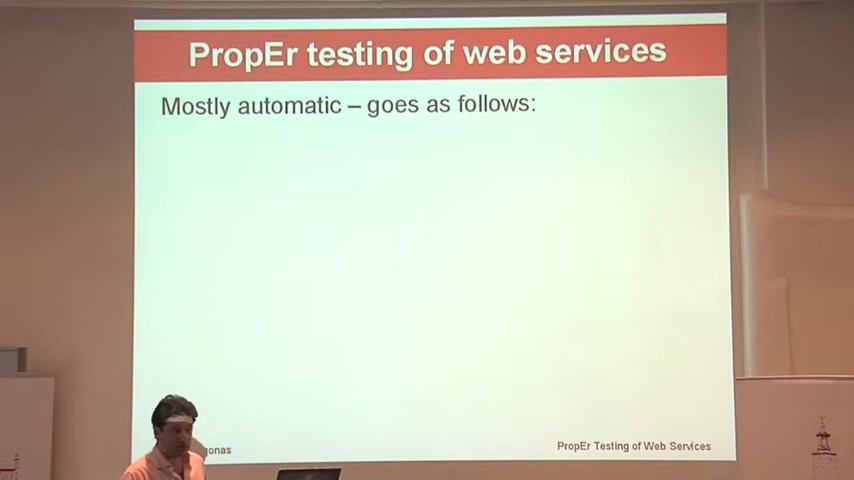 PropEr testing of web services
Mostly automatic – goes as follows:
PropEr Testing of Web Services